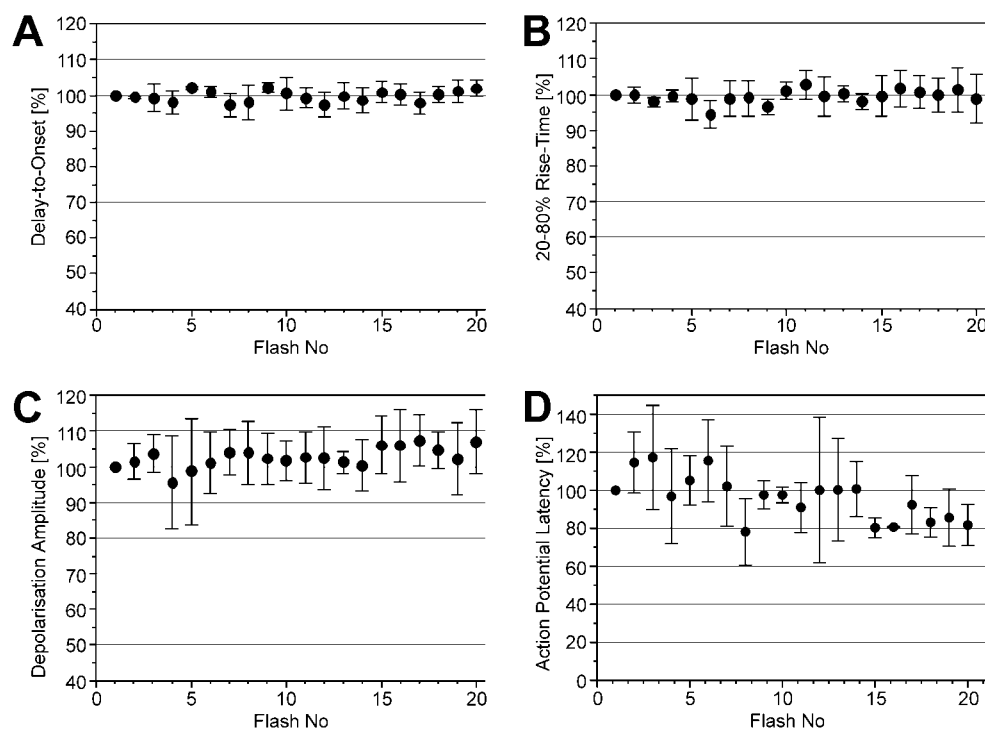 A
Delay-to-Onset [%]
120
110
100
90
80
70
60
50
40
0 5 10 15 20
Flash No
B
20-80% Rise-Time [%]
120
110
100
90
80
70
60
50
40
0 5 10 15 20
Flash No
C
Depolarisation Amplitude [%]
120
110
100
90
80
70
60
50
40
0 5 10 15 20
Flash No
D
Action Potential Latency [%]
140
120
100
80
60
40
20
0
0 5 10 15 20
Flash No